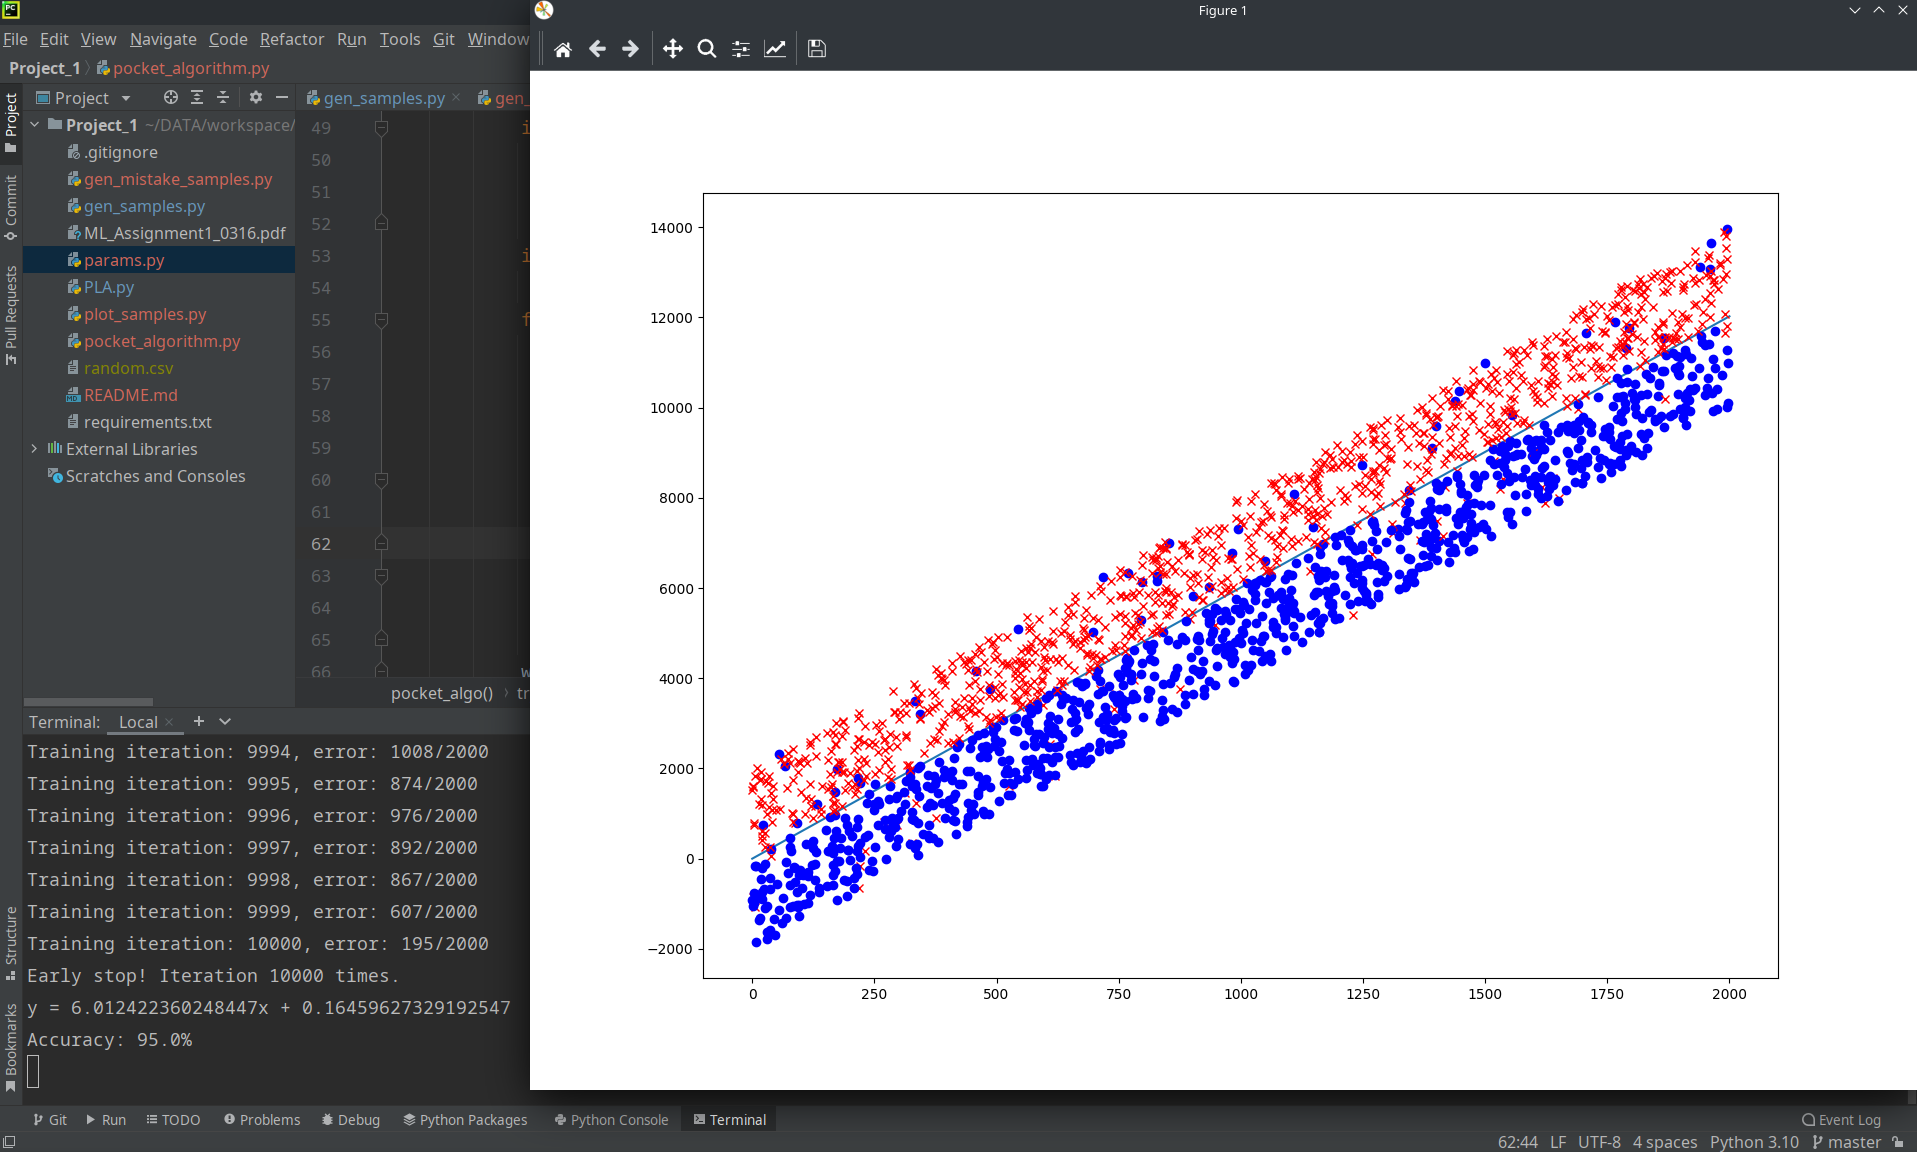 PC
Figure 1
File Edit View Navigate Code Refactor Run Tools Git Window
Project_1 pocket_algorithm.py
Project
gen_samples.py
gen_
Project_1 ~/DATA/workspace/
.gitignore
gen_mistake_samples.py
gen_samples.py
ML_Assignment1_0316.pdf
params.py
PLA.py
plot_samples.py
pocket_algorithm.py
random.csv
README.md
requirements.txt
External Libraries
Scratches and Consoles
Project
Commit
Pull Requests
Structure
Bookmarks
49
i
50
51
52
53
i
54
55
f
56
57
58
59
60
61
62
63
64
65
66
w
pocket_algo() tr
Terminal: Local
Training iteration: 9994, error: 1008/2000
Training iteration: 9995, error: 874/2000
Training iteration: 9996, error: 976/2000
Training iteration: 9997, error: 892/2000
Training iteration: 9998, error: 867/2000
Training iteration: 9999, error: 607/2000
Training iteration: 10000, error: 195/2000
Early stop! Iteration 10000 times.
y = 6.012422360248447x + 0.16459627329192547
Accuracy: 95.0%
14000
12000
10000
8000
6000
4000
2000
0
−2000
0 250 500 750 1000 1250 1500 1750 2000
Git Run TODO Problems Debug Python Packages Python Console Terminal Event Log
62:44 LF UTF-8 4 spaces Python 3.10 master